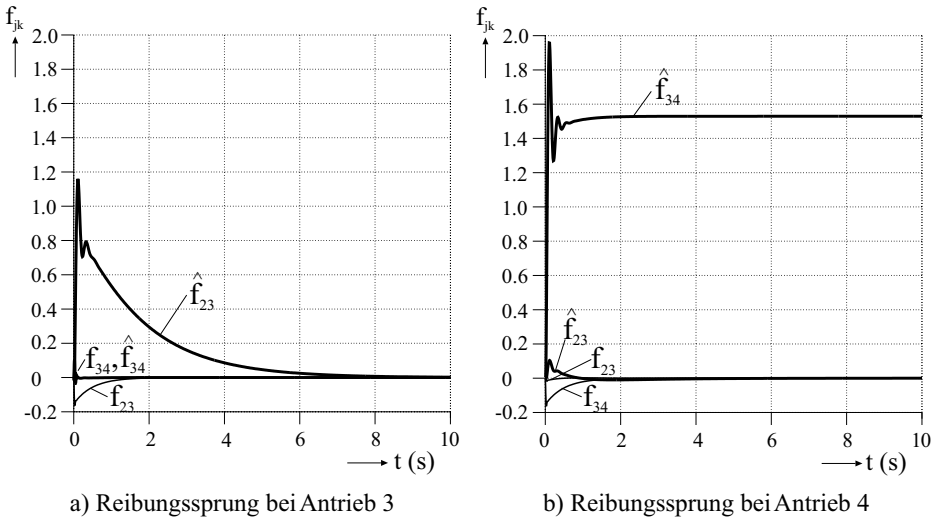 f_jk
2.0
1.8
1.6
1.4
1.2
1.0
0.8
0.6
0.4
0.2
0
-0.2
f̂_23
f_34, f̂_34
f_23
0 2 4 6 8 10
t (s)
a) Reibungssprung bei Antrieb 3
f_jk
2.0
1.8
1.6
1.4
1.2
1.0
0.8
0.6
0.4
0.2
0
-0.2
f̂_34
f̂_23
f_23
f_34
0 2 4 6 8 10
t (s)
b) Reibungssprung bei Antrieb 4